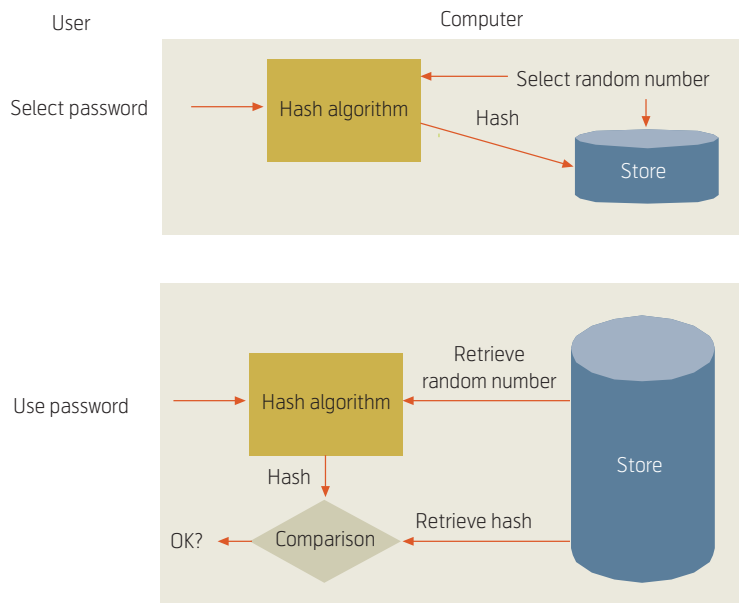 User
Computer
Select password
Hash algorithm
Select random number
Hash
Store
Use password
Hash algorithm
Retrieve
random number
Store
Hash
Retrieve hash
OK?
Comparison